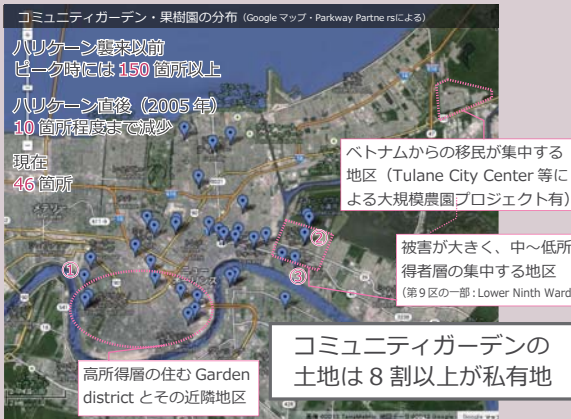 コミュニティガーデン・果樹園の分布（Google マップ・Parkway Partne rsによる）
ハリケーン襲来以前
ピーク時には 150 箇所以上
ハリケーン直後（2005 年）
10 箇所程度まで減少
現在
46 箇所
ベトナムからの移民が集中する
地区（Tulane City Center 等に
よる大規模農園プロジェクト有）
②
①
③
被害が大きく、中～低所
得者層の集中する地区
（第９区の一部：Lower Ninth Ward
コミュニティガーデンの
土地は 8 割以上が私有地
高所得層の住む Garden
district とその近隣地区